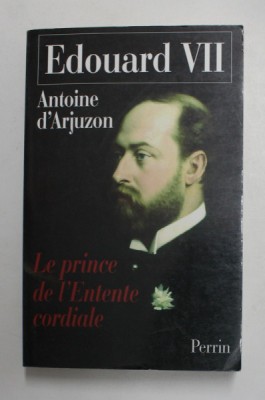 Edouard VII
Antoine
d'Arjuzon
Le prince
de l'Entente
cordiale
Perrin